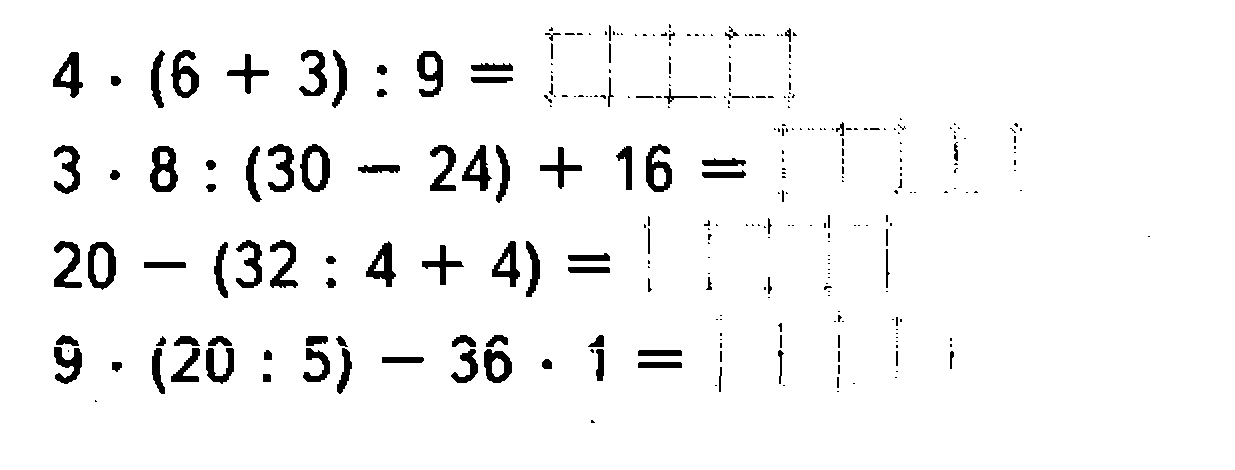 4 · (6 + 3) : 9 =
3 · 8 : (30 − 24) + 16 =
20 − (32 : 4 + 4) =
9 · (20 : 5) − 36 · 1 =